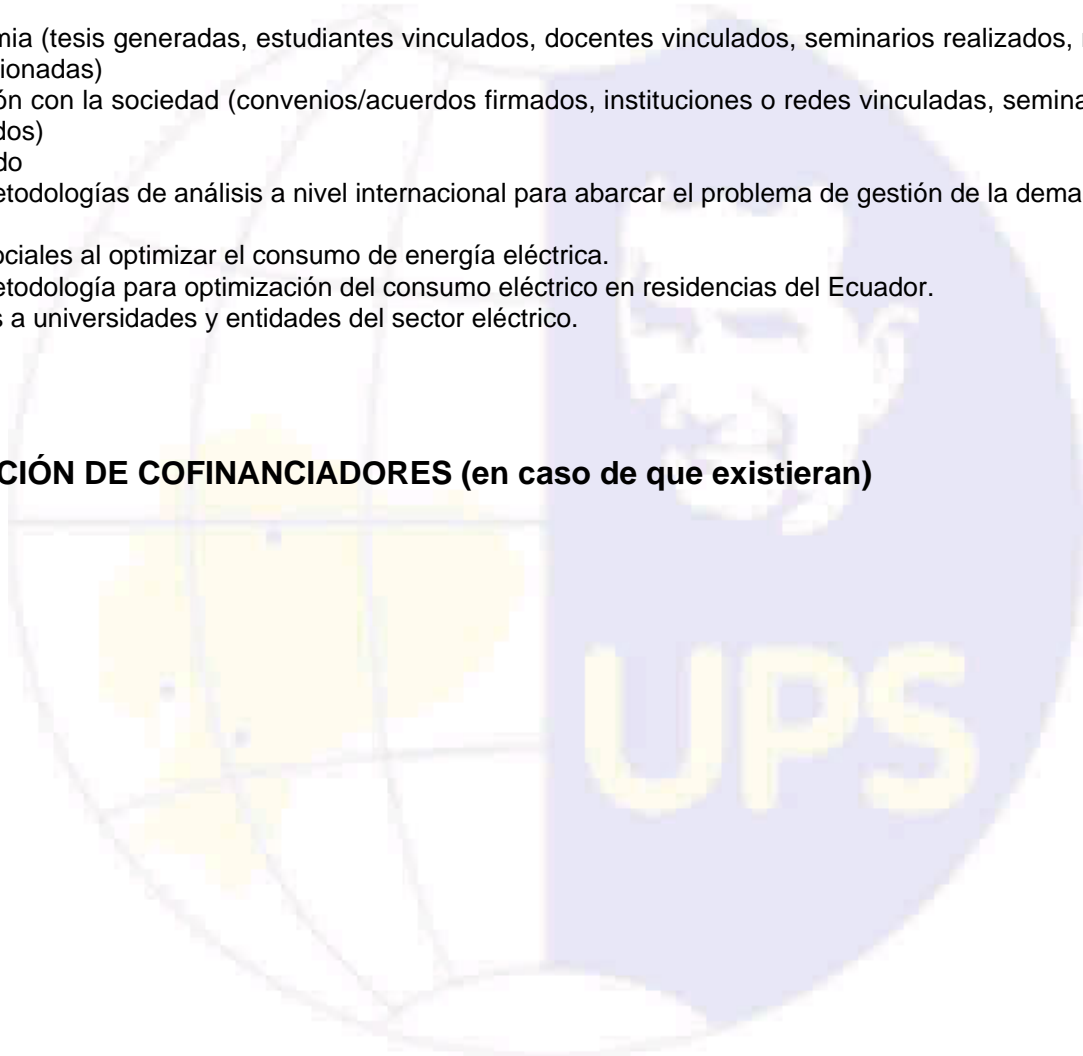 mia (tesis generadas, estudiantes vinculados, docentes vinculados, seminarios realizados,
ionadas)
ón con la sociedad (convenios/acuerdos firmados, instituciones o redes vinculadas, semina
dos)
do
etodologías de análisis a nivel internacional para abarcar el problema de gestión de la dema
ociales al optimizar el consumo de energía eléctrica.
etodología para optimización del consumo eléctrico en residencias del Ecuador.
s a universidades y entidades del sector eléctrico.
CIÓN DE COFINANCIADORES (en caso de que existieran)
UPS